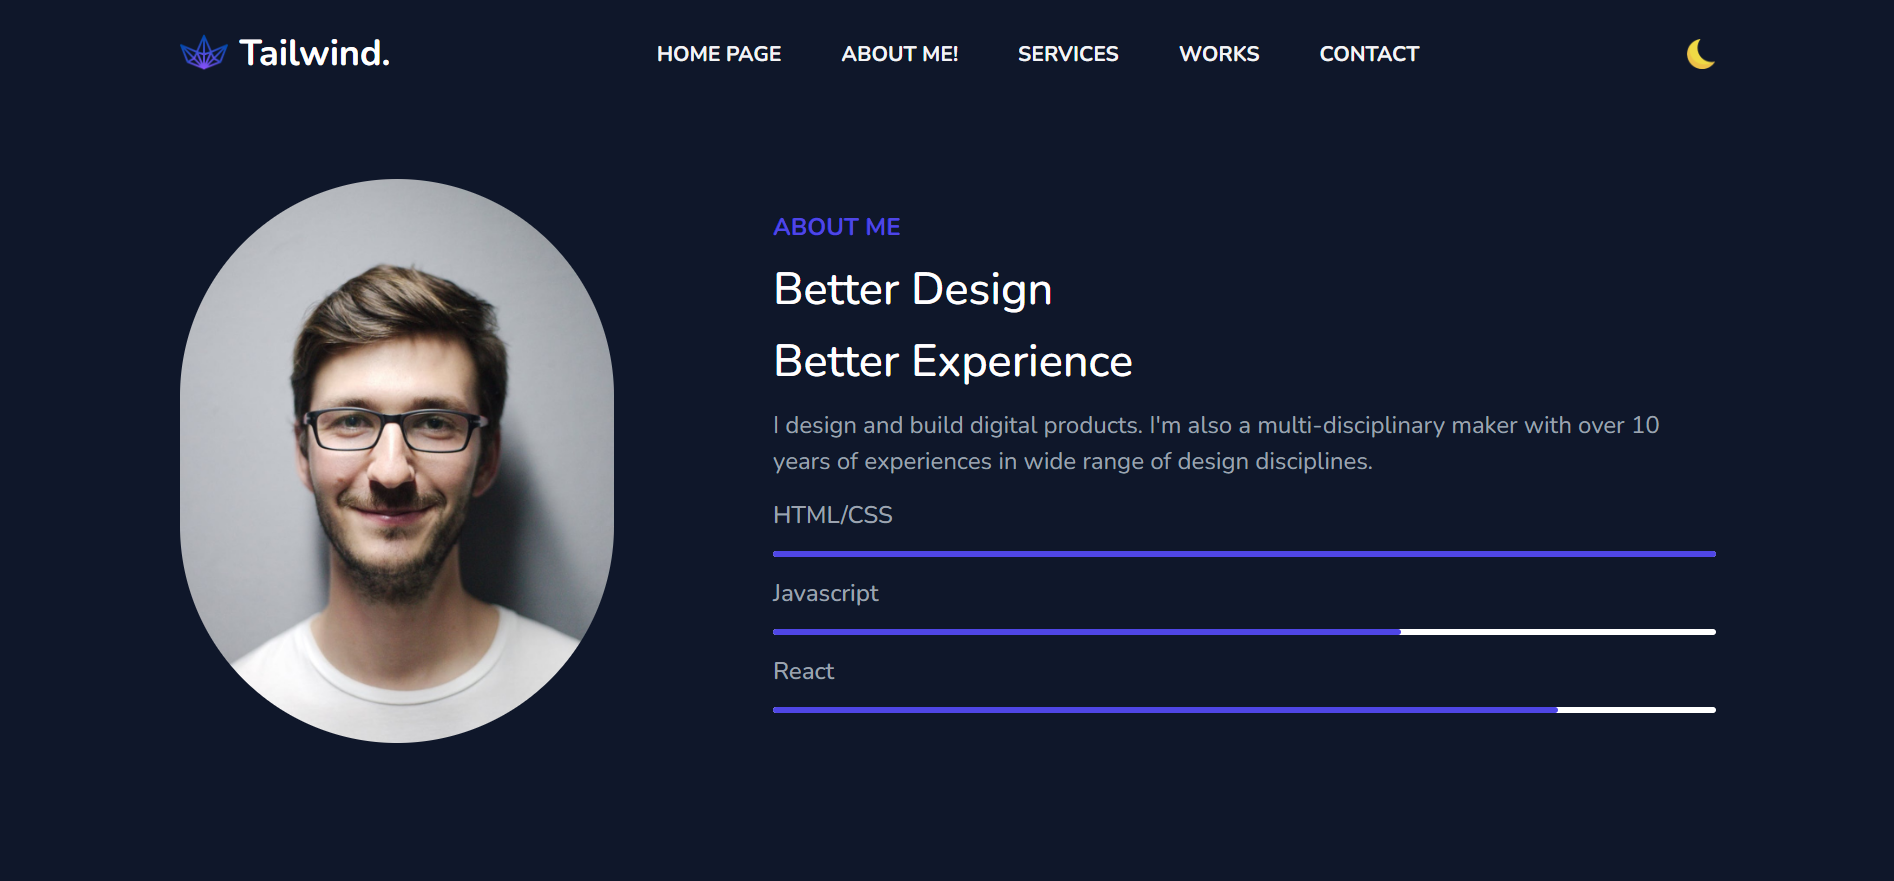 Tailwind.
HOME PAGE
ABOUT ME!
SERVICES
WORKS
CONTACT
ABOUT ME
Better Design
Better Experience
I design and build digital products. I'm also a multi-disciplinary maker with over 10
years of experiences in wide range of design disciplines.
HTML/CSS
Javascript
React